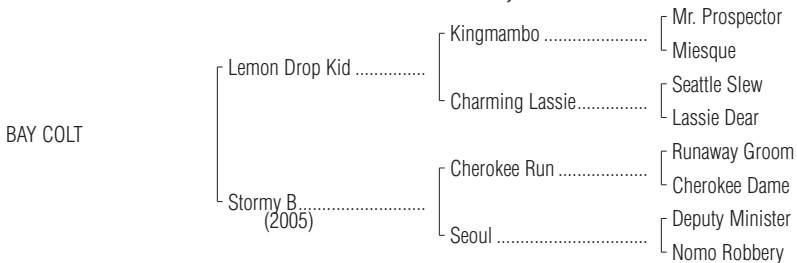 Mr. Prospector
Kingmambo ......................
Miesque
Lemon Drop Kid ...............
Seattle Slew
Charming Lassie...............
Lassie Dear
BAY COLT
Runaway Groom
Cherokee Run ...................
Cherokee Dame
Stormy B...........................
(2005)
Deputy Minister
Seoul ................................
Nomo Robbery